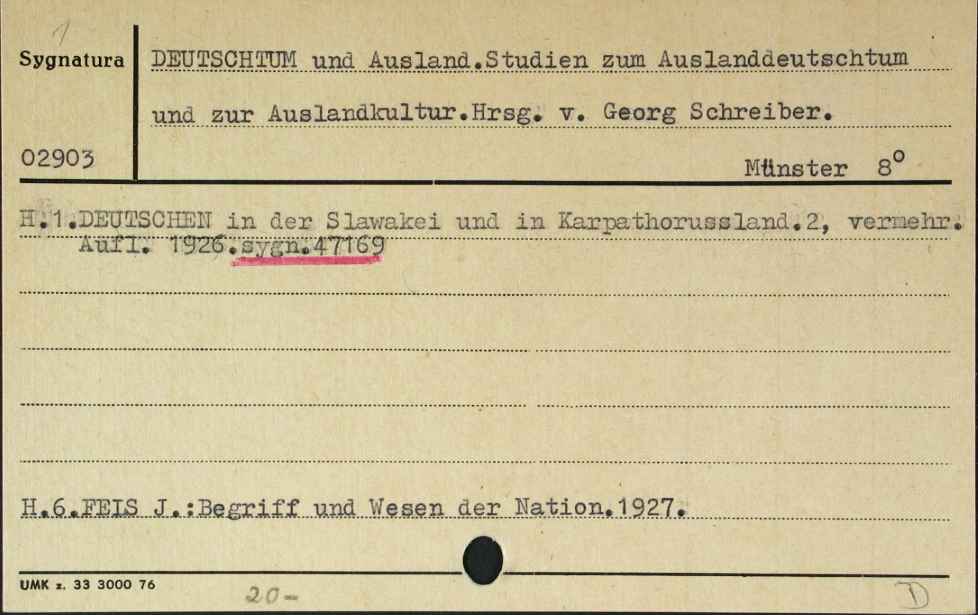 1
Sygnatura
DEUTSCHTUM und Ausland.Studien zum Auslanddeutschtum
und zur Auslandkultur.Hrsg. v. Georg Schreiber.
02903
Münster 8°
H.1.DEUTSCHEN in der Slawakei und in Karpathorussland.2, vermehr.
Aufl. 1926.sygn.47169
H.6.FEIS J.:Begriff und Wesen der Nation.1927.
UMK z. 33 3000 76
20-
D